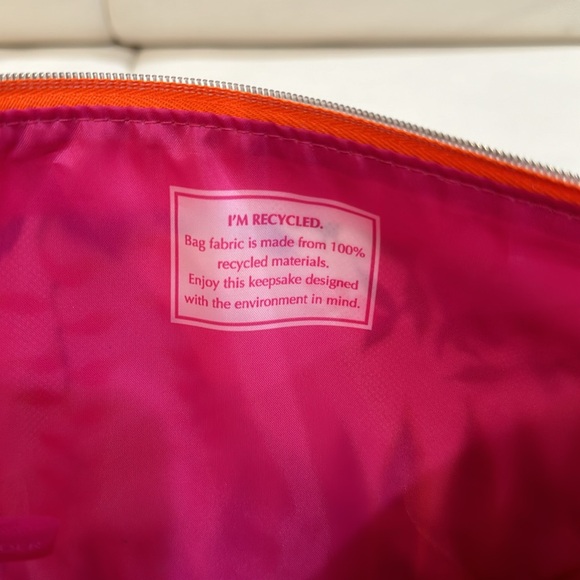 I'M RECYCLED.
Bag fabric is made from 100%
recycled materials.
Enjoy this keepsake designed
with the environment in mind.